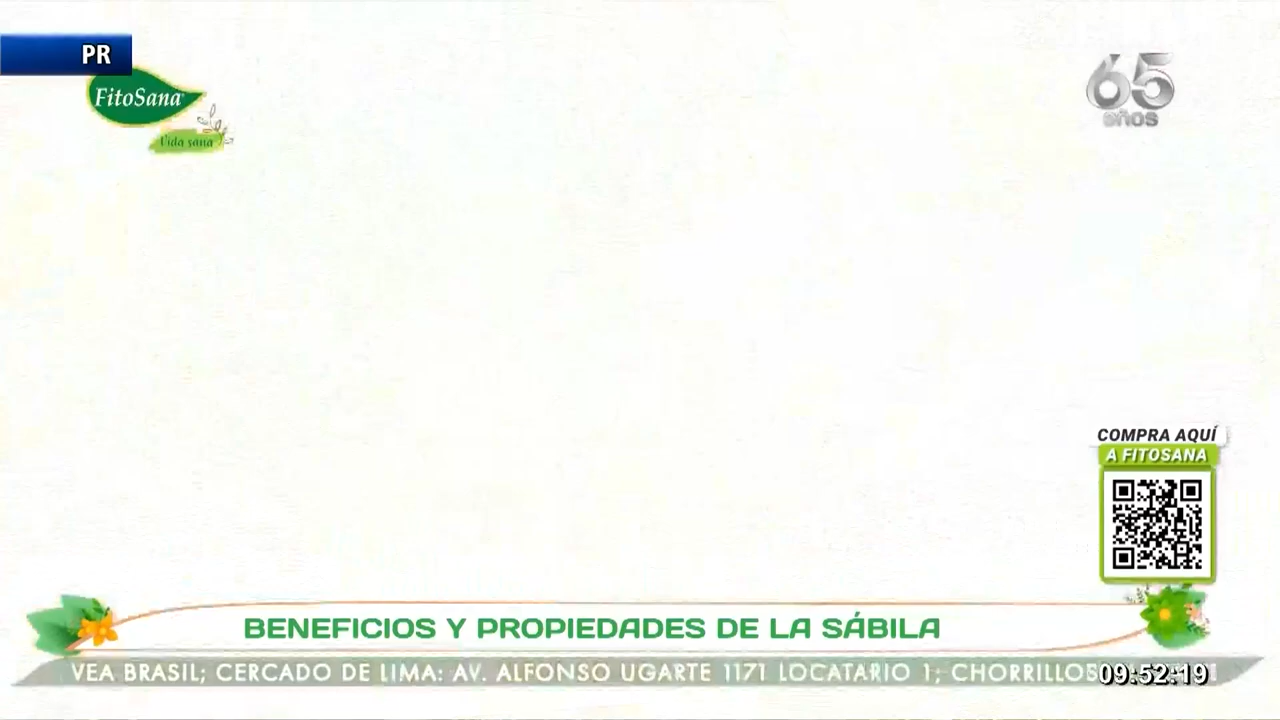 PR
FitoSana
Vida sana
65
años
COMPRA AQUÍ
A FITOSANA
BENEFICIOS Y PROPIEDADES DE LA SÁBILA
VEA BRASIL; CERCADO DE LIMA: AV. ALFONSO UGARTE 1171 LOCATARIO 1; CHORRILLOS
09:52:19